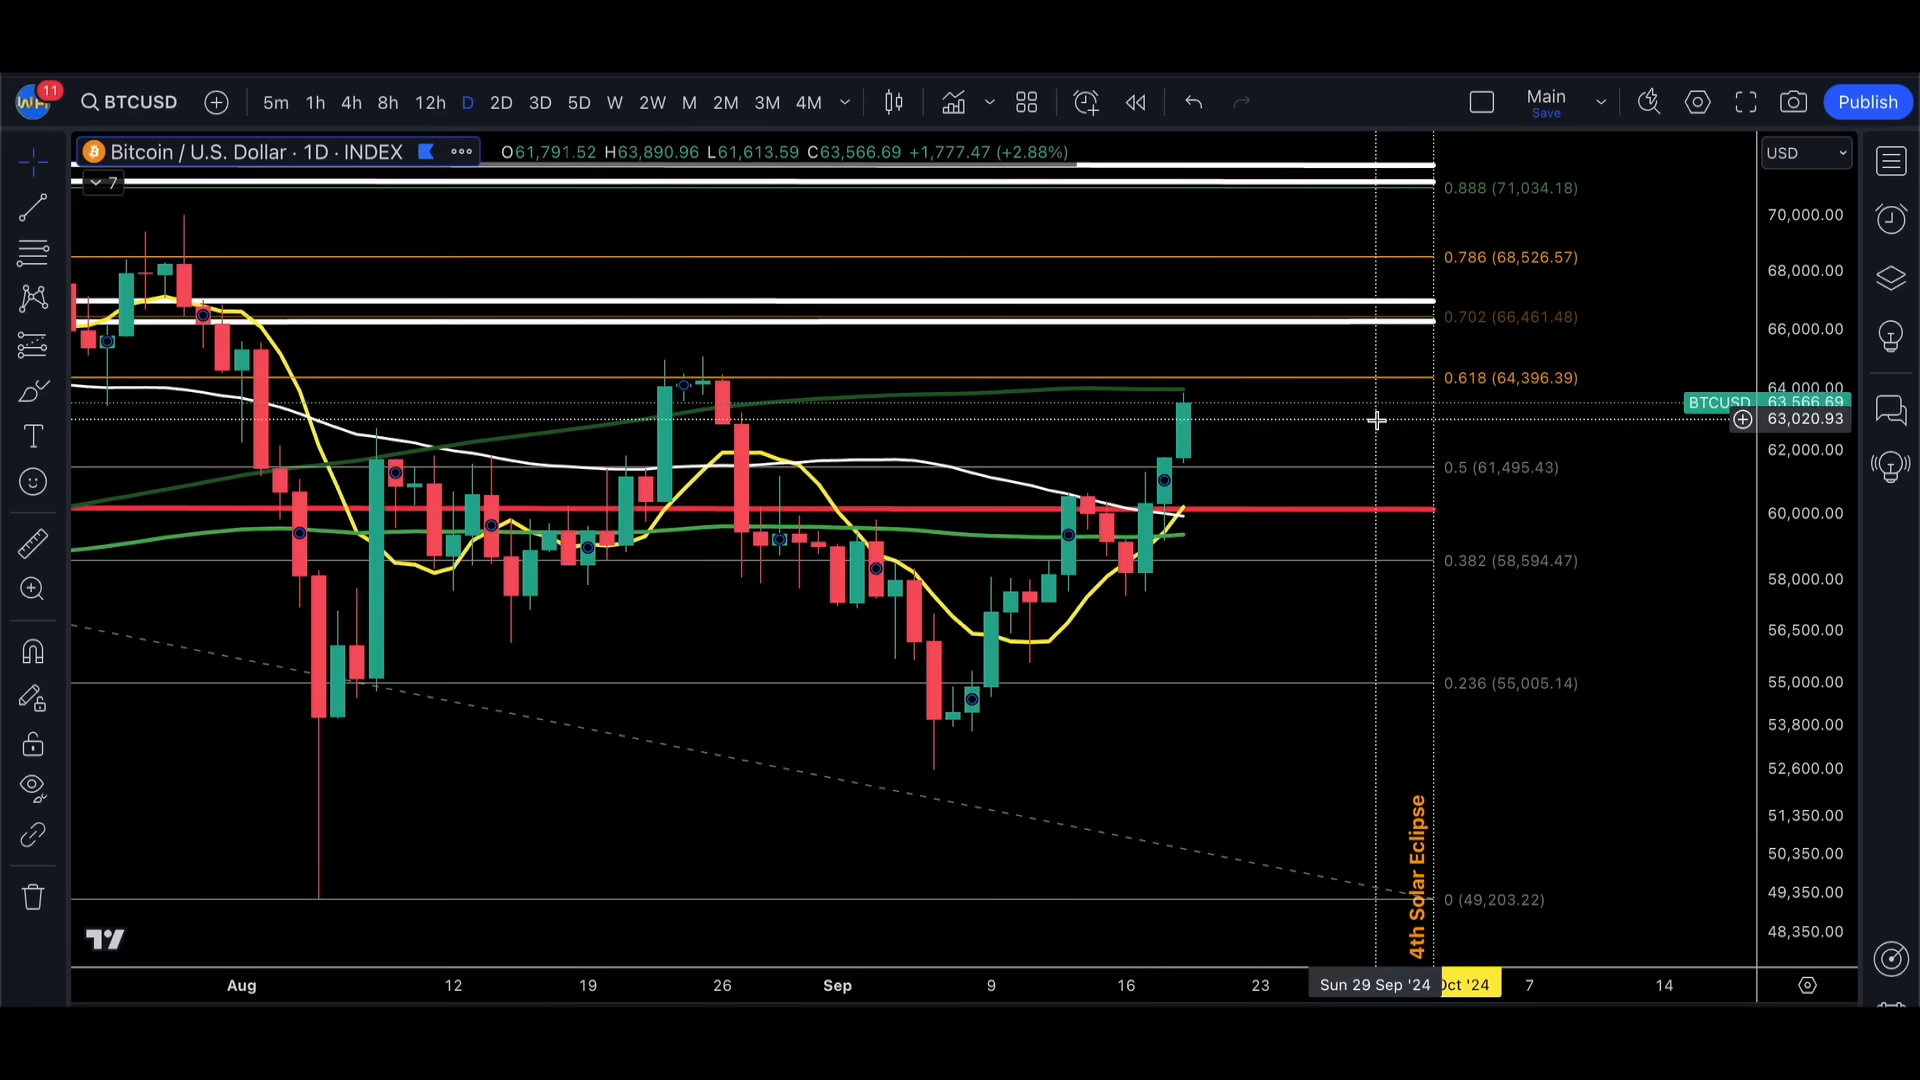 11
BTCUSD
5m 1h 4h 8h 12h D 2D 3D 5D W 2W M 2M 3M 4M
Main
Save
Publish
Bitcoin / U.S. Dollar · 1D · INDEX
O61,791.52 H63,890.96 L61,613.59 C63,566.69 +1,777.47 (+2.88%)
USD
7
0.888 (71,034.18)
70,000.00
0.786 (68,526.57)
68,000.00
0.702 (66,461.48)
66,000.00
0.618 (64,396.39)
64,000.00
BTCUSD 63,566.69
63,020.93
62,000.00
0.5 (61,495.43)
60,000.00
0.382 (58,594.47)
58,000.00
56,500.00
0.236 (55,005.14)
55,000.00
53,800.00
52,600.00
51,350.00
50,350.00
4th Solar Eclipse
49,350.00
0 (49,203.22)
48,350.00
Aug 12 19 26 Sep 9 16 23 Sun 29 Sep '24 Oct '24 7 14